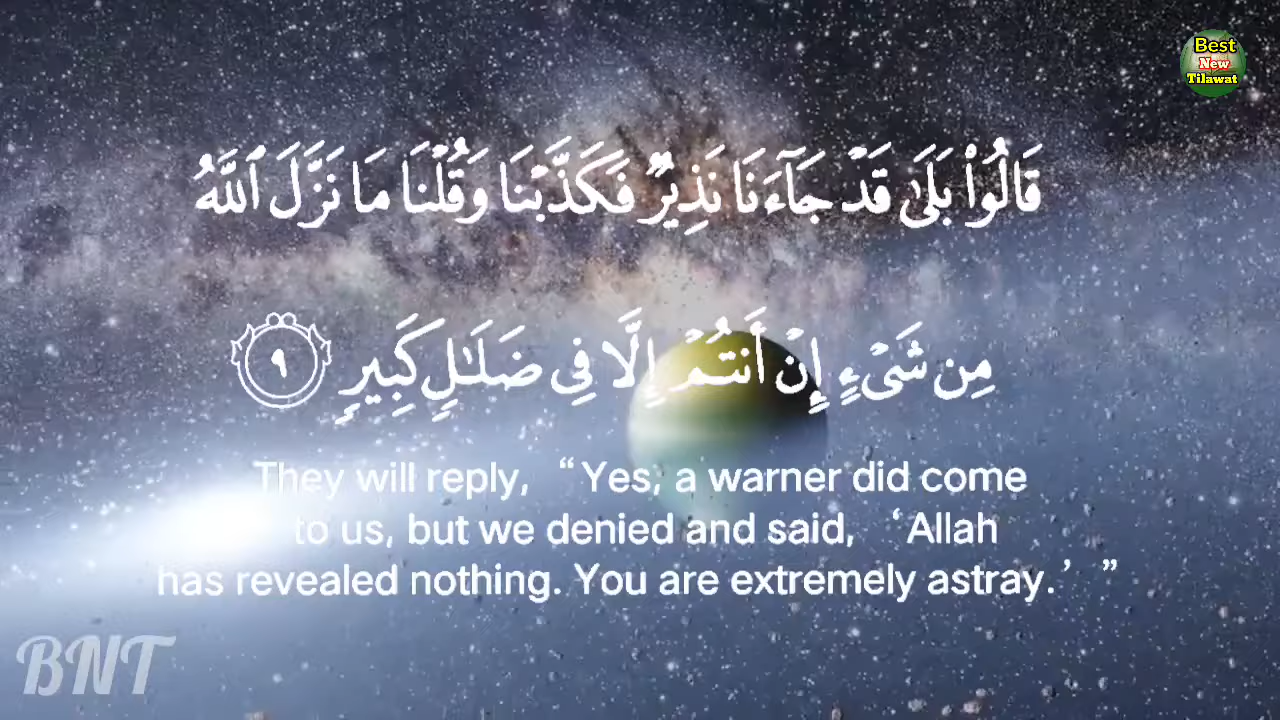 Best
New
Tilawat
قَالُوا۟ بَلَىٰ قَدْ جَآءَنَا نَذِيرٌ فَكَذَّبْنَا وَقُلْنَا مَا نَزَّلَ ٱللَّهُ
مِن شَىْءٍ إِنْ أَنتُمْ إِلَّا فِى ضَلَـٰلٍ كَبِيرٍ ٩
They will reply, “Yes, a warner did come
to us, but we denied and said, ‘Allah
has revealed nothing. You are extremely astray.’ ”
BNT